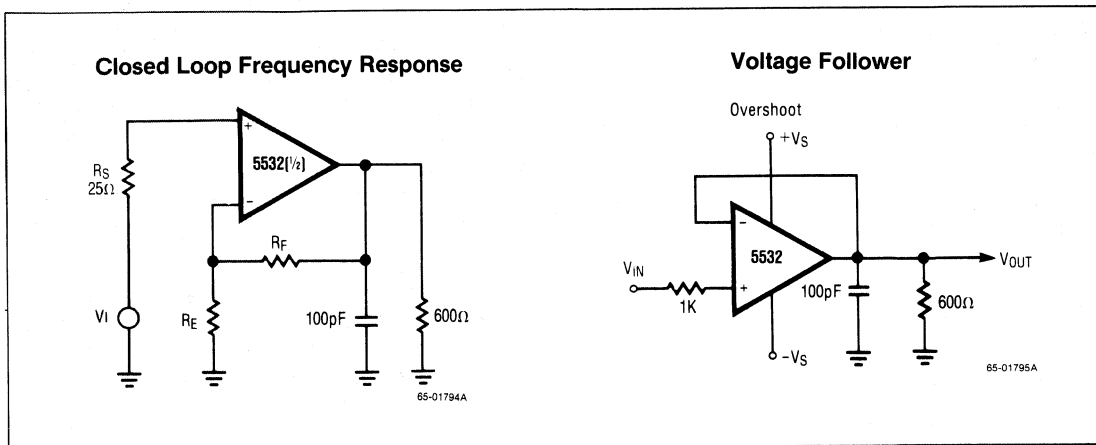 Closed Loop Frequency Response
+
5532(½)
−
RS
25Ω
RF
VI
RE
100pF
600Ω
65-01794A
Voltage Follower
Overshoot
+VS
−
5532
+
VIN
1K
VOUT
100pF
600Ω
−VS
65-01795A